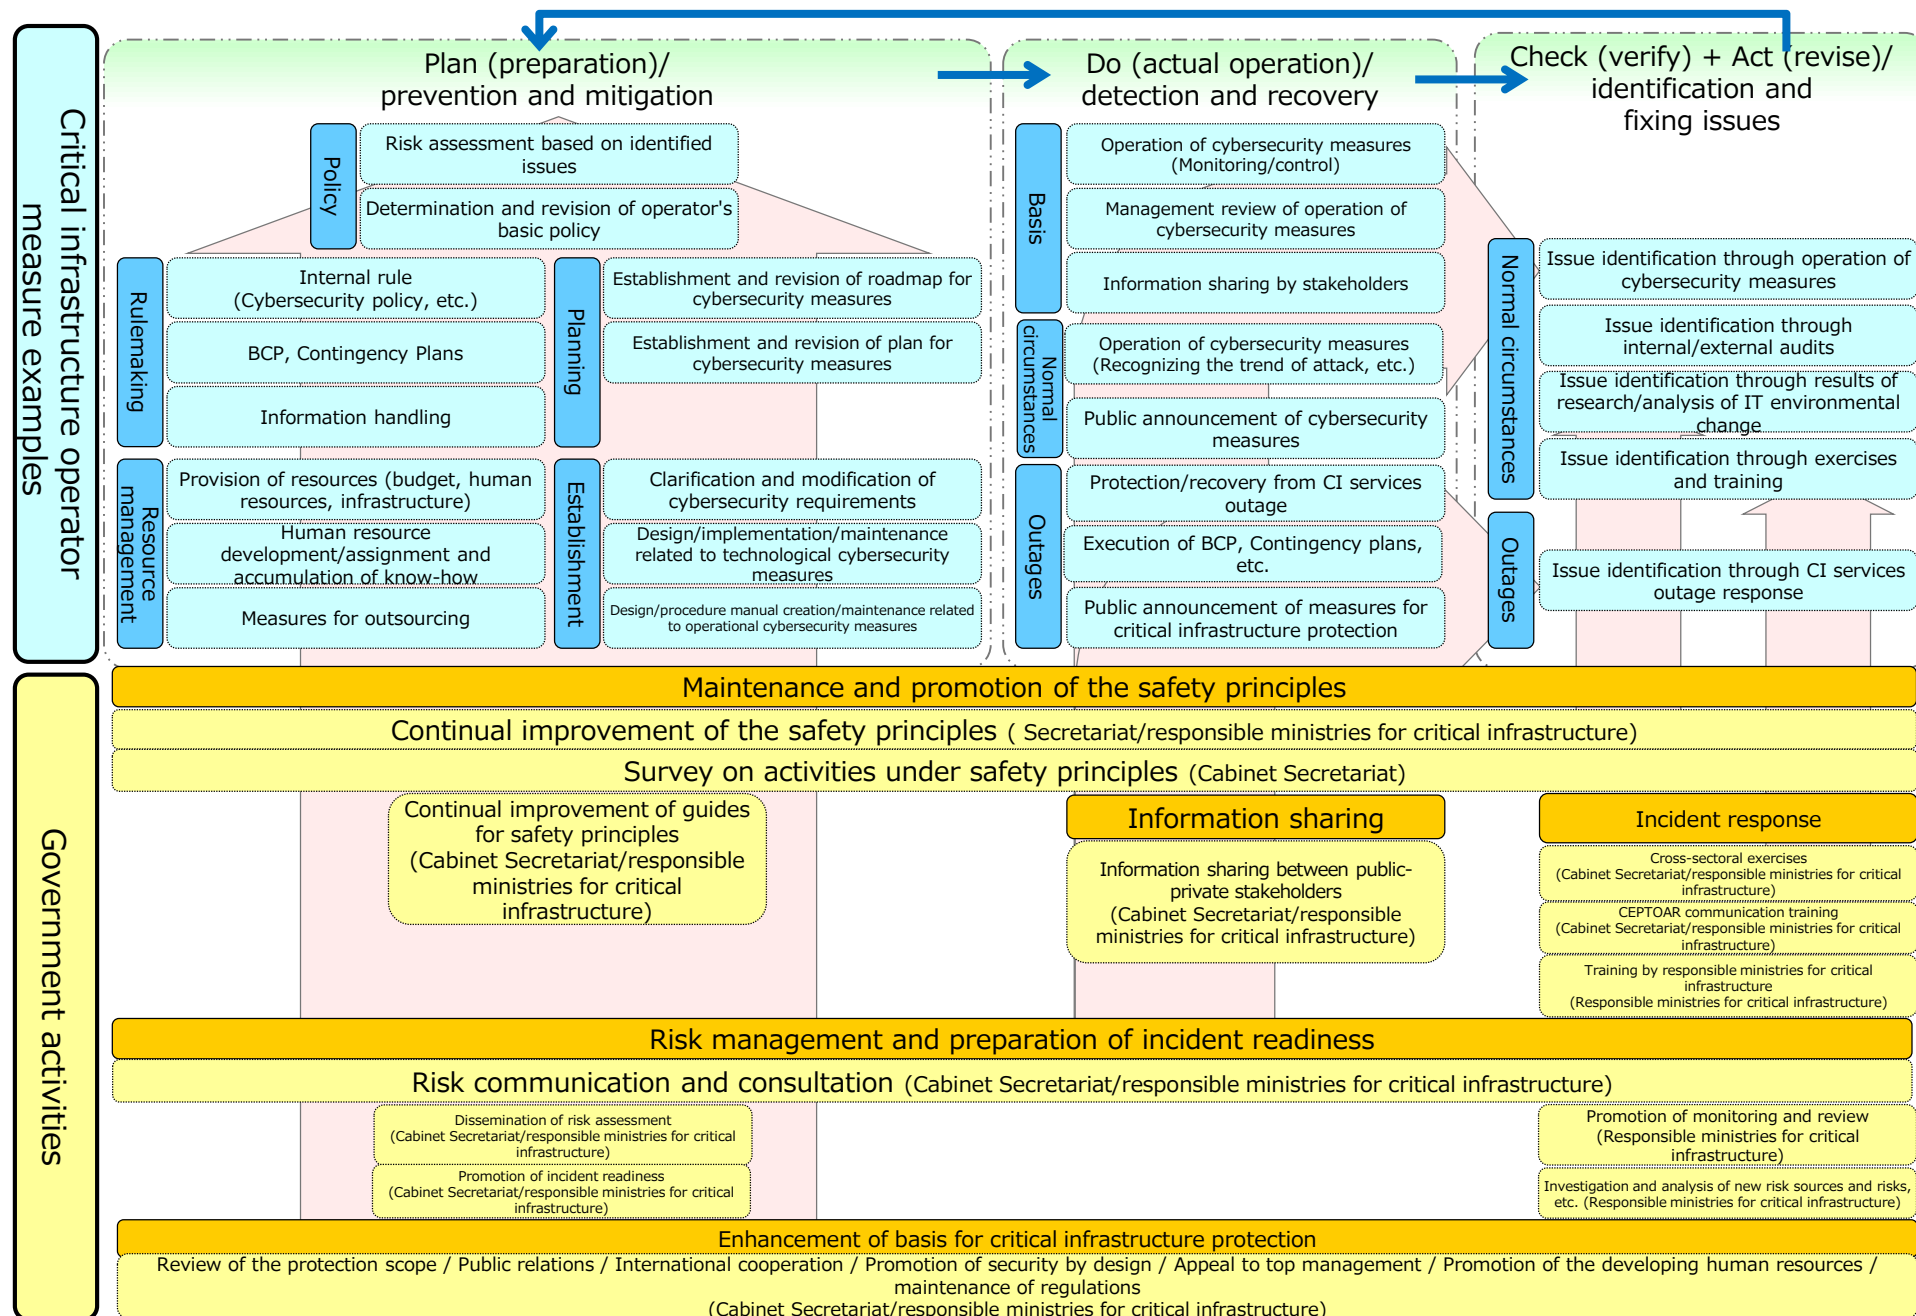 Critical infrastructure operator
measure examples
Plan (preparation)/
prevention and mitigation
Policy
Risk assessment based on identified
issues
Determination and revision of operator's
basic policy
Rulemaking
Internal rule
(Cybersecurity policy, etc.)
BCP, Contingency Plans
Information handling
Planning
Establishment and revision of roadmap for
cybersecurity measures
Establishment and revision of plan for
cybersecurity measures
Resource
management
Provision of resources (budget, human
resources, infrastructure)
Human resource
development/assignment and
accumulation of know-how
Measures for outsourcing
Establishment
Clarification and modification of
cybersecurity requirements
Design/implementation/maintenance
related to technological cybersecurity
measures
Design/procedure manual creation/maintenance related
to operational cybersecurity measures
Do (actual operation)/
detection and recovery
Basis
Operation of cybersecurity measures
(Monitoring/control)
Management review of operation of
cybersecurity measures
Information sharing by stakeholders
Normal
circumstances
Operation of cybersecurity measures
(Recognizing the trend of attack, etc.)
Public announcement of cybersecurity
measures
Outages
Protection/recovery from CI services
outage
Execution of BCP, Contingency plans,
etc.
Public announcement of measures for
critical infrastructure protection
Check (verify) + Act (revise)/
identification and
fixing issues
Normal circumstances
Issue identification through operation of
cybersecurity measures
Issue identification through
internal/external audits
Issue identification through results of
research/analysis of IT environmental
change
Issue identification through exercises
and training
Outages
Issue identification through CI services
outage response
Government activities
Maintenance and promotion of the safety principles
Continual improvement of the safety principles ( Secretariat/responsible ministries for critical infrastructure)
Survey on activities under safety principles (Cabinet Secretariat)
Continual improvement of guides
for safety principles
(Cabinet Secretariat/responsible
ministries for critical
infrastructure)
Information sharing
Information sharing between public-
private stakeholders
(Cabinet Secretariat/responsible
ministries for critical infrastructure)
Incident response
Cross-sectoral exercises
(Cabinet Secretariat/responsible ministries for critical
infrastructure)
CEPTOAR communication training
(Cabinet Secretariat/responsible ministries for critical
infrastructure)
Training by responsible ministries for critical
infrastructure
(Responsible ministries for critical infrastructure)
Risk management and preparation of incident readiness
Risk communication and consultation (Cabinet Secretariat/responsible ministries for critical infrastructure)
Dissemination of risk assessment
(Cabinet Secretariat/responsible ministries for critical
infrastructure)
Promotion of incident readiness
(Cabinet Secretariat/responsible ministries for critical
infrastructure)
Promotion of monitoring and review
(Responsible ministries for critical
infrastructure)
Investigation and analysis of new risk sources and risks,
etc. (Responsible ministries for critical infrastructure)
Enhancement of basis for critical infrastructure protection
Review of the protection scope / Public relations / International cooperation / Promotion of security by design / Appeal to top management / Promotion of the developing human resources /
maintenance of regulations
(Cabinet Secretariat/responsible ministries for critical infrastructure)